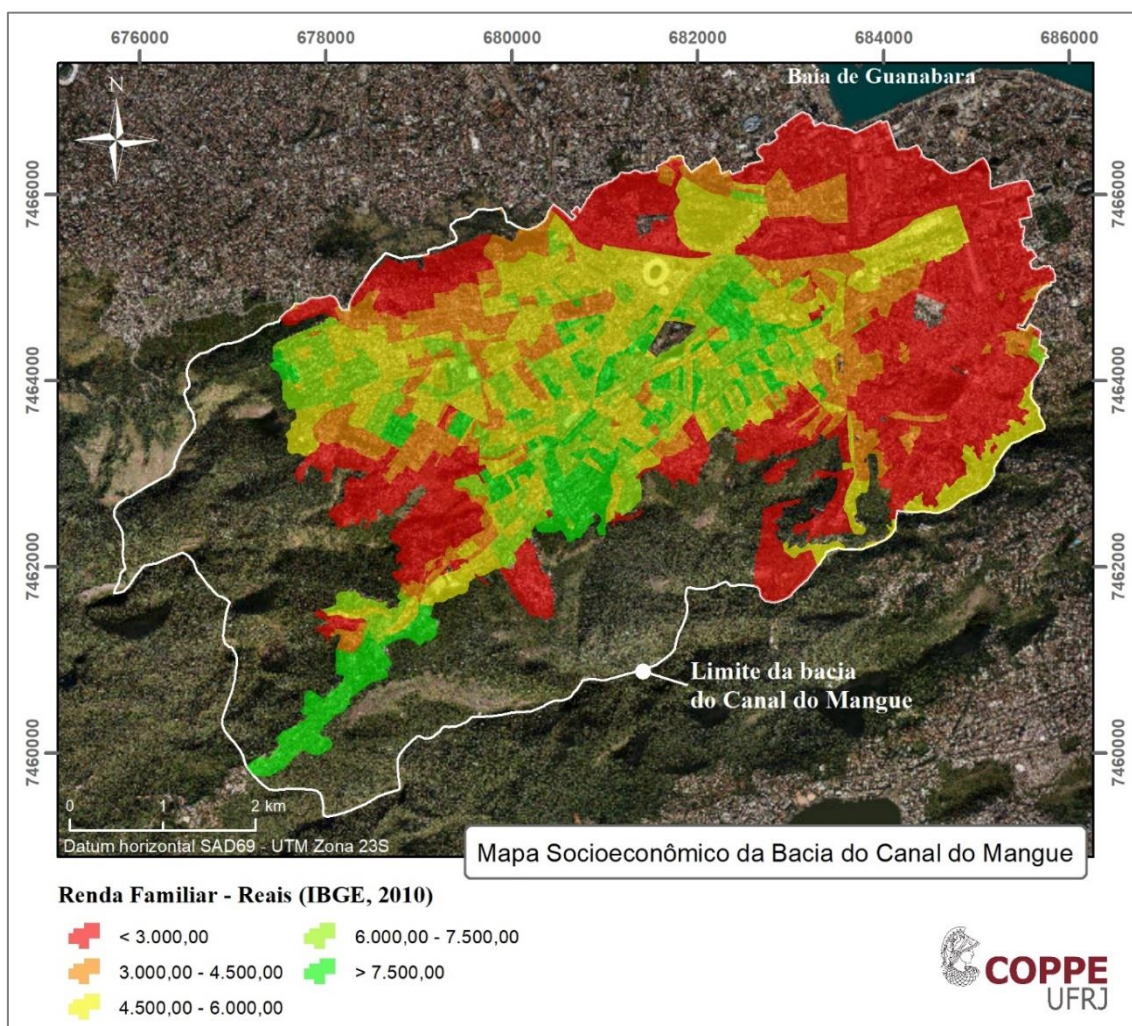 676000 678000 680000 682000 684000 686000
Baia de Guanabara
N
7466000 7466000
7464000 7464000
7462000 7462000
Limite da bacia
do Canal do Mangue
7460000 7460000
0 1 2 km
Datum horizontal SAD69 - UTM Zona 23S
Mapa Socioeconômico da Bacia do Canal do Mangue
Renda Familiar - Reais (IBGE, 2010)
< 3.000,00
3.000,00 - 4.500,00
4.500,00 - 6.000,00
6.000,00 - 7.500,00
> 7.500,00
COPPE
UFRJ